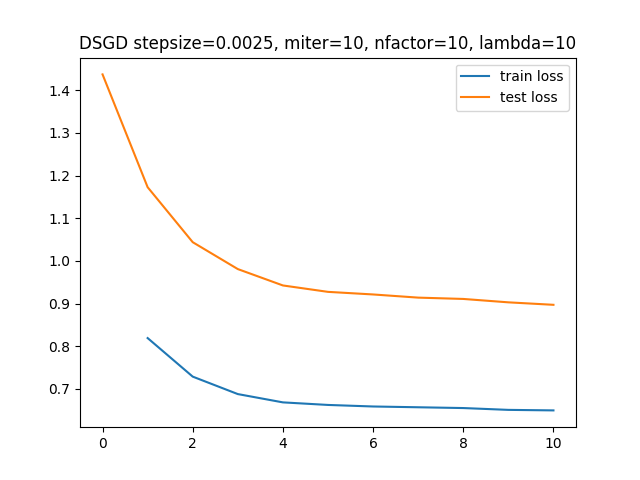 DSGD stepsize=0.0025, miter=10, nfactor=10, lambda=10
train loss
test loss
1.4
1.3
1.2
1.1
1.0
0.9
0.8
0.7
0 2 4 6 8 10